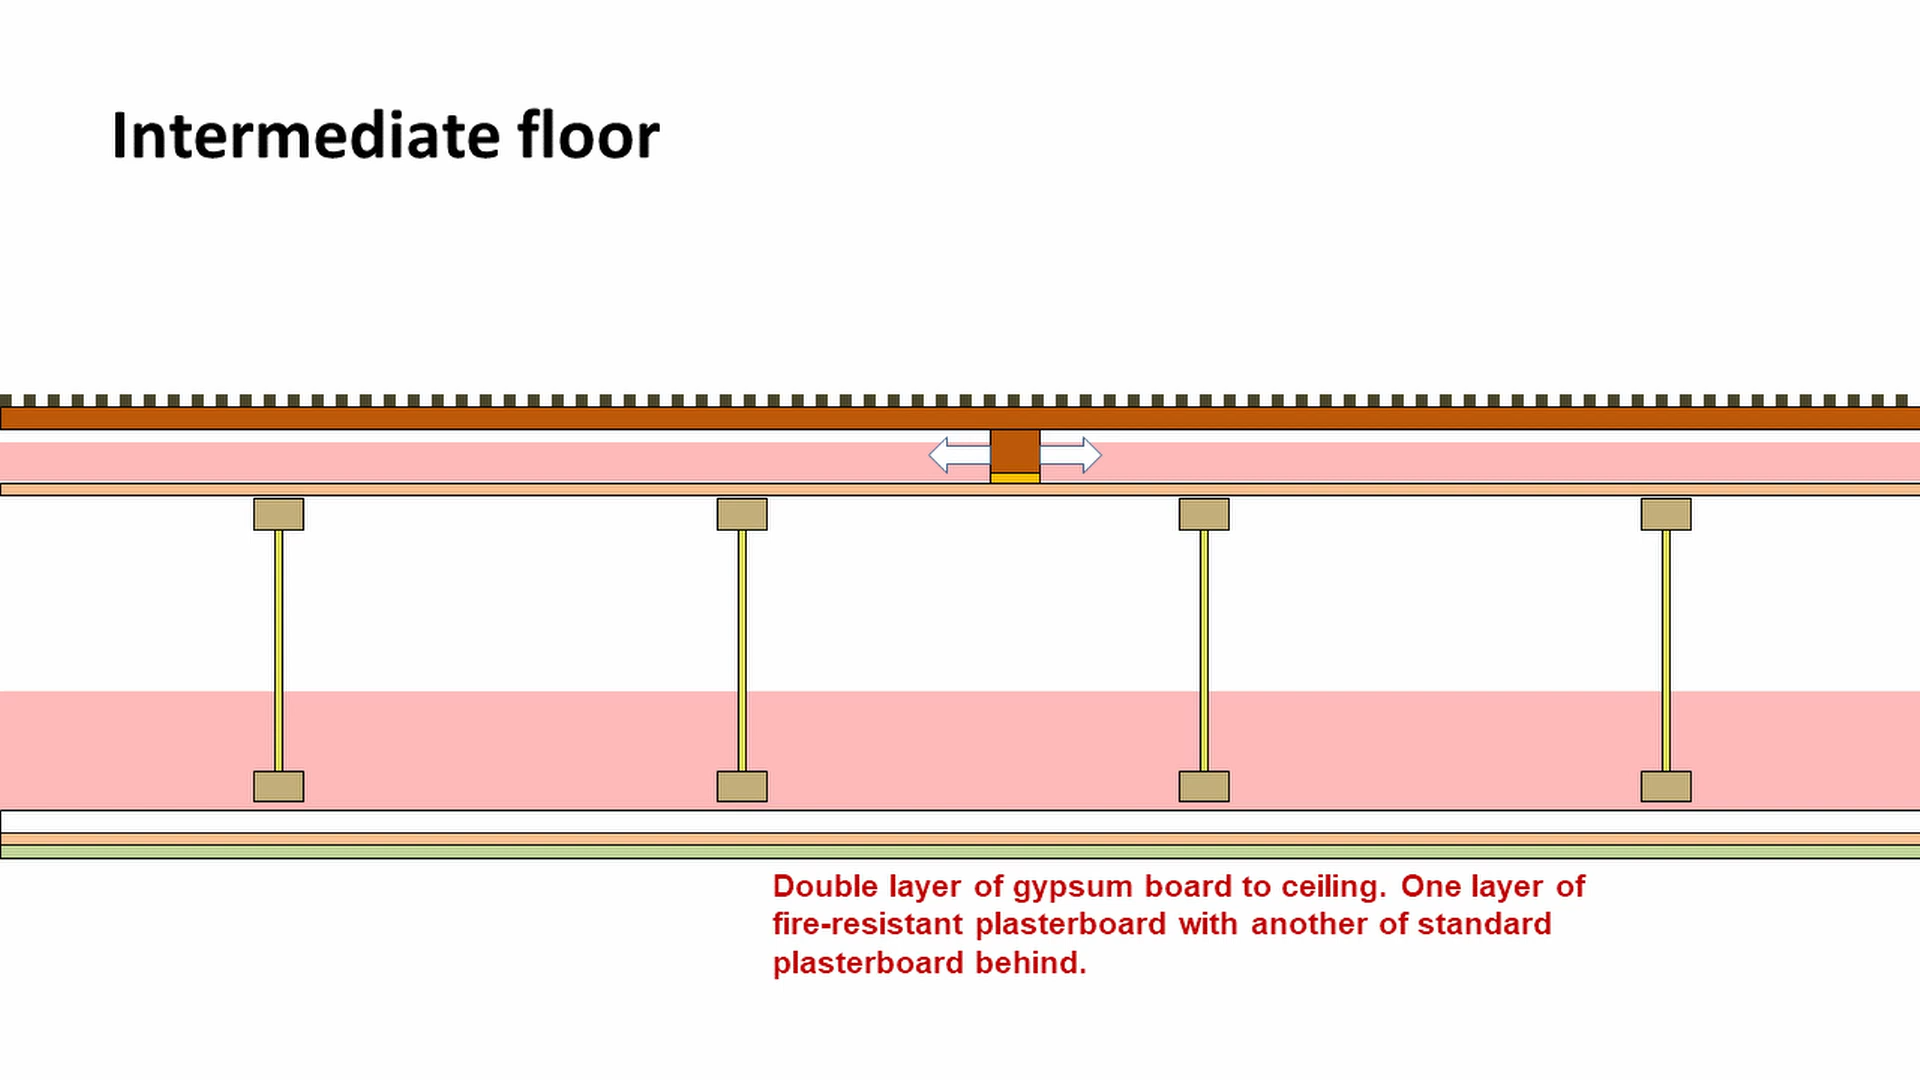 Intermediate floor
Double layer of gypsum board to ceiling. One layer of
fire-resistant plasterboard with another of standard
plasterboard behind.